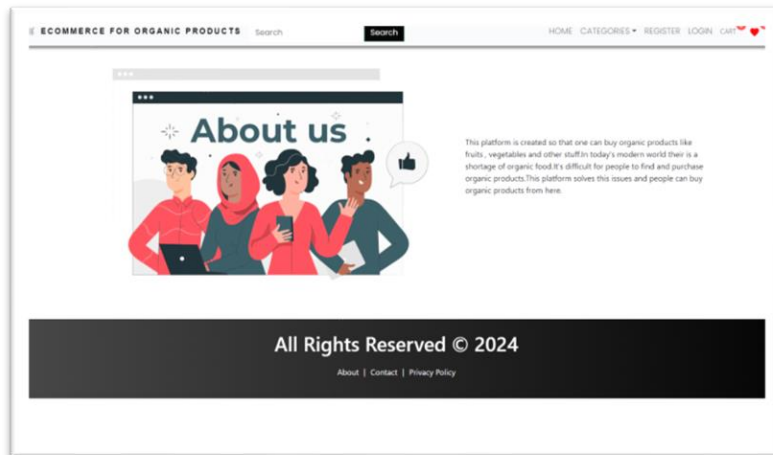 ECOMMERCE FOR ORGANIC PRODUCTS Search Search HOME CATEGORIES REGISTER LOGIN CART
About us
This platform is created so that one can buy organic products like
fruits , vegetables and other stuff.In today's modern world their is a
shortage of organic food.It's difficult for people to find and purchase
organic products.This platform solves this issues and people can buy
organic products from here.
All Rights Reserved © 2024
About | Contact | Privacy Policy